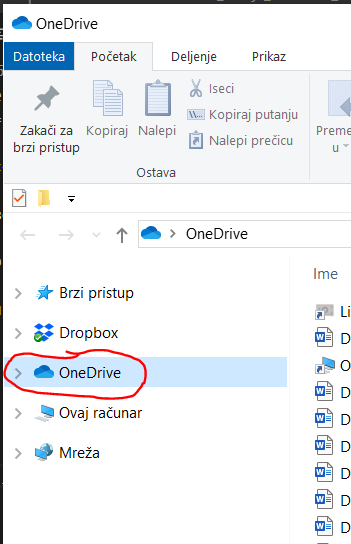 OneDrive
Datoteka Početak Deljenje Prikaz
Zakači za brzi pristup
Kopiraj
Nalepi
Iseci
Kopiraj putanju
Nalepi prečicu
Ostava
OneDrive
Ime
Brzi pristup
Dropbox
OneDrive
Ovaj računar
Mreža
Li
D
O
D
D
D
D
D
D
D